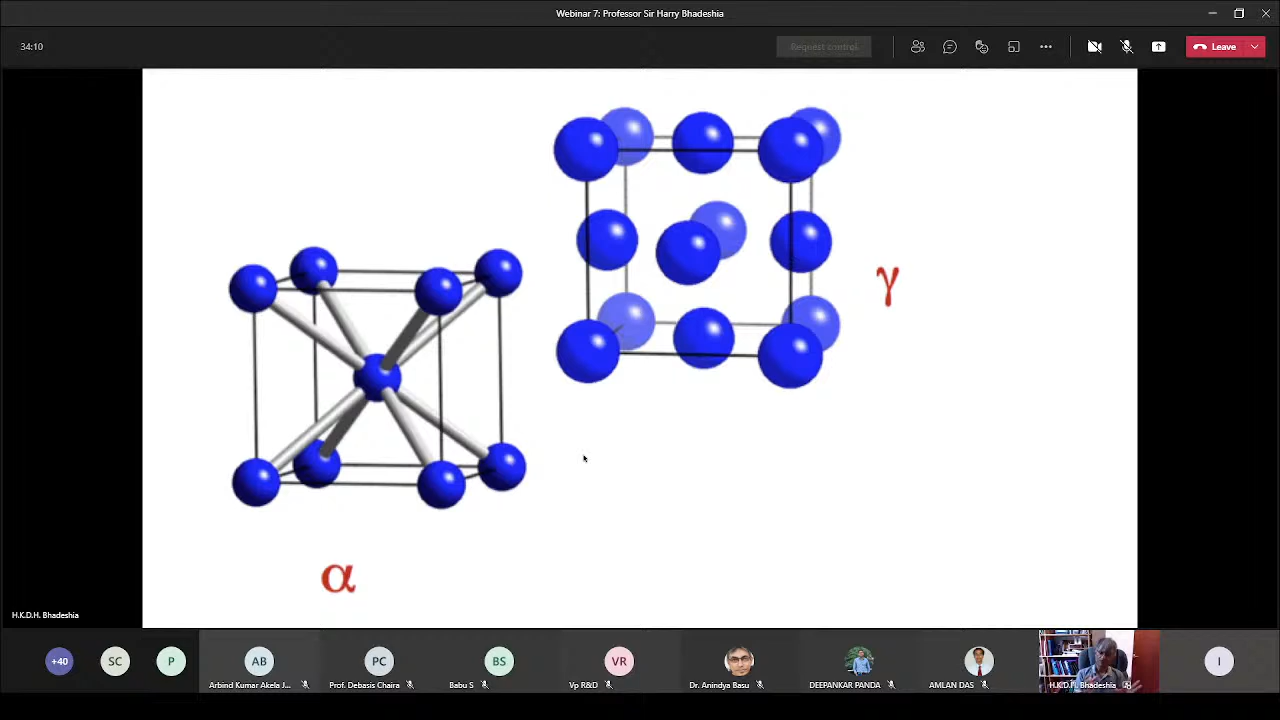 Webinar 7: Professor Sir Harry Bhadeshia
34:10
Request control
Leave
γ
α
H.K.D.H. Bhadeshia
+40
SC
P
AB
PC
BS
VR
I
Arbind Kumar Akela J...
Prof. Debasis Chaira
Babu S
Vp R&D
Dr. Anindya Basu
DEEPANKAR PANDA
AMLAN DAS
H.K.D.H. Bhadeshia